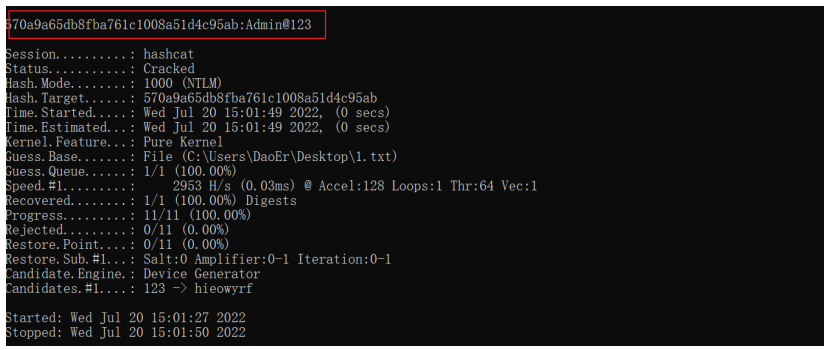 570a9a65db8fba761c1008a51d4c95ab:Admin@123
Session..........: hashcat
Status...........: Cracked
Hash.Mode........: 1000 (NTLM)
Hash.Target......: 570a9a65db8fba761c1008a51d4c95ab
Time.Started.....: Wed Jul 20 15:01:49 2022, (0 secs)
Time.Estimated...: Wed Jul 20 15:01:49 2022, (0 secs)
Kernel.Feature...: Pure Kernel
Guess.Base.......: File (C:\Users\DaoEr\Desktop\1.txt)
Guess.Queue......: 1/1 (100.00%)
Speed.#1.........:     2953 H/s (0.03ms) @ Accel:128 Loops:1 Thr:64 Vec:1
Recovered........: 1/1 (100.00%) Digests
Progress.........: 11/11 (100.00%)
Rejected.........: 0/11 (0.00%)
Restore.Point....: 0/11 (0.00%)
Restore.Sub.#1...: Salt:0 Amplifier:0-1 Iteration:0-1
Candidate.Engine.: Device Generator
Candidates.#1....: 123 -> hieowyrf
Started: Wed Jul 20 15:01:27 2022
Stopped: Wed Jul 20 15:01:50 2022